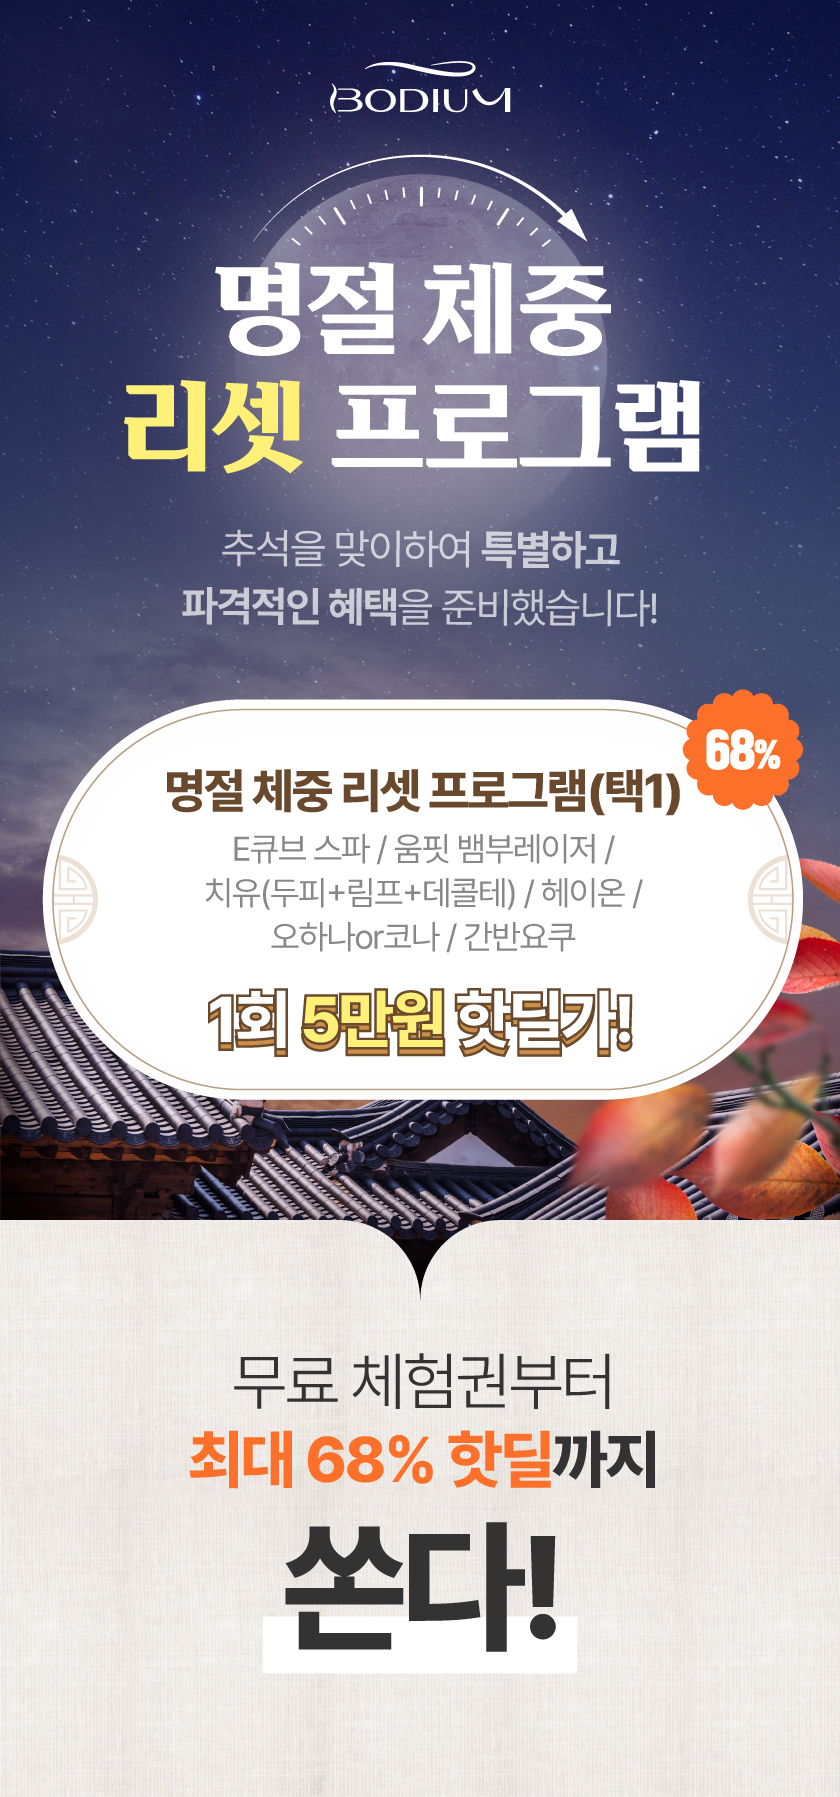 BODIUM
명절 체중
리셋 프로그램
추석을 맞이하여 특별하고
파격적인 혜택을 준비했습니다!
68%
명절 체중 리셋 프로그램(택1)
E큐브 스파 / 움핏 뱀부레이저 /
치유(두피+림프+데콜테) / 헤이온 /
오하나or코나 / 간반요쿠
1회 5만원 핫딜가!
무료 체험권부터
최대 68% 핫딜까지
쏜다!